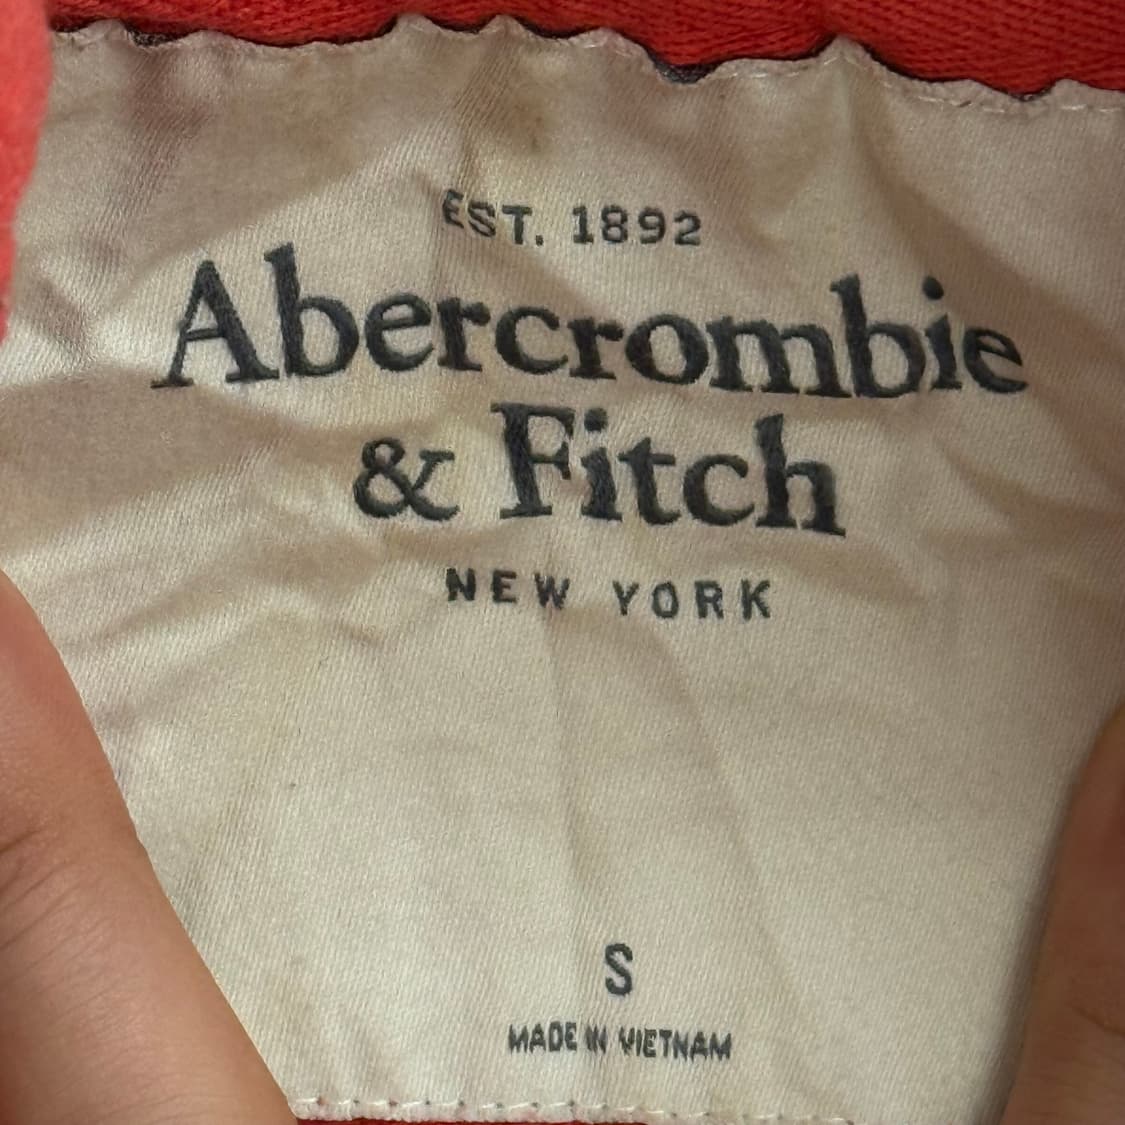 EST. 1892
Abercrombie
& Fitch
NEW YORK
S
MADE IN VIETNAM